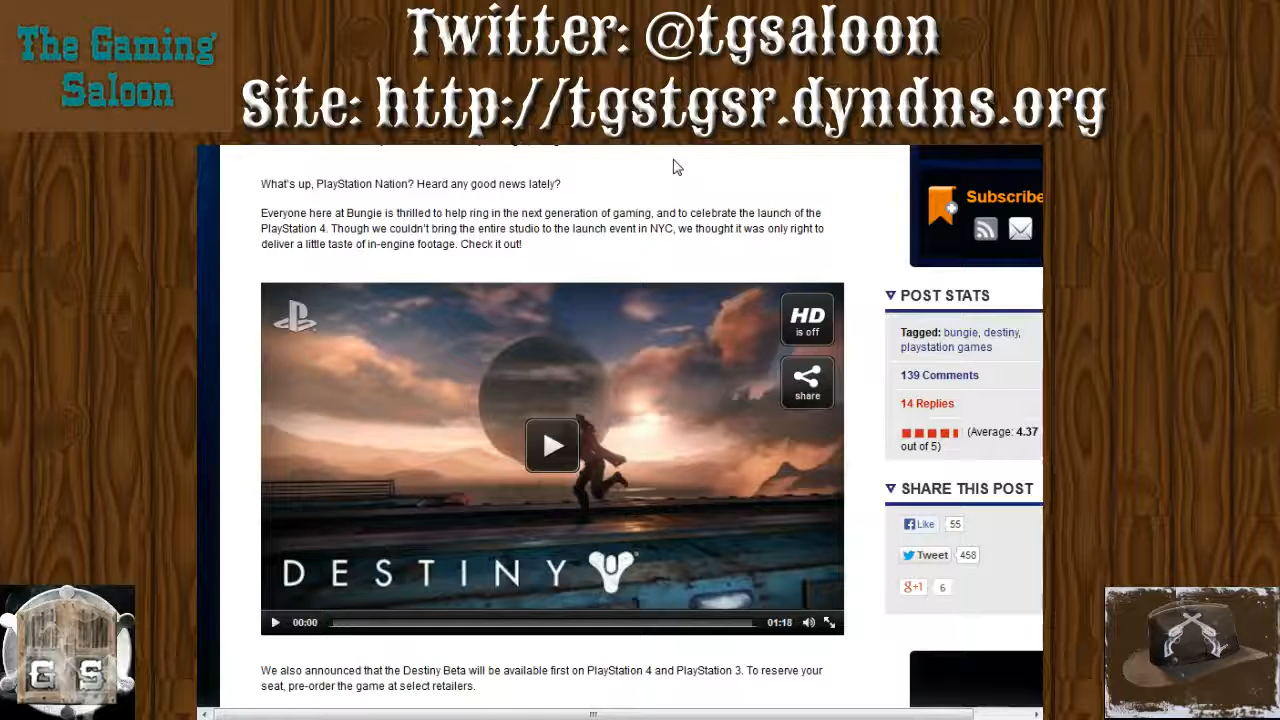 The Gaming
Saloon
Twitter: @tgsaloon
Site: http://tgstgsr.dyndns.org
What's up, PlayStation Nation? Heard any good news lately?
Everyone here at Bungie is thrilled to help ring in the next generation of gaming, and to celebrate the launch of the
PlayStation 4. Though we couldn't bring the entire studio to the launch event in NYC, we thought it was only right to
deliver a little taste of in-engine footage. Check it out!
HD
is off
share
DESTINY
00:00
01:18
We also announced that the Destiny Beta will be available first on PlayStation 4 and PlayStation 3. To reserve your
seat, pre-order the game at select retailers.
Subscribe
POST STATS
Tagged: bungie, destiny,
playstation games
139 Comments
14 Replies
(Average: 4.37
out of 5)
SHARE THIS POST
Like 55
Tweet 458
g+1 6
G S